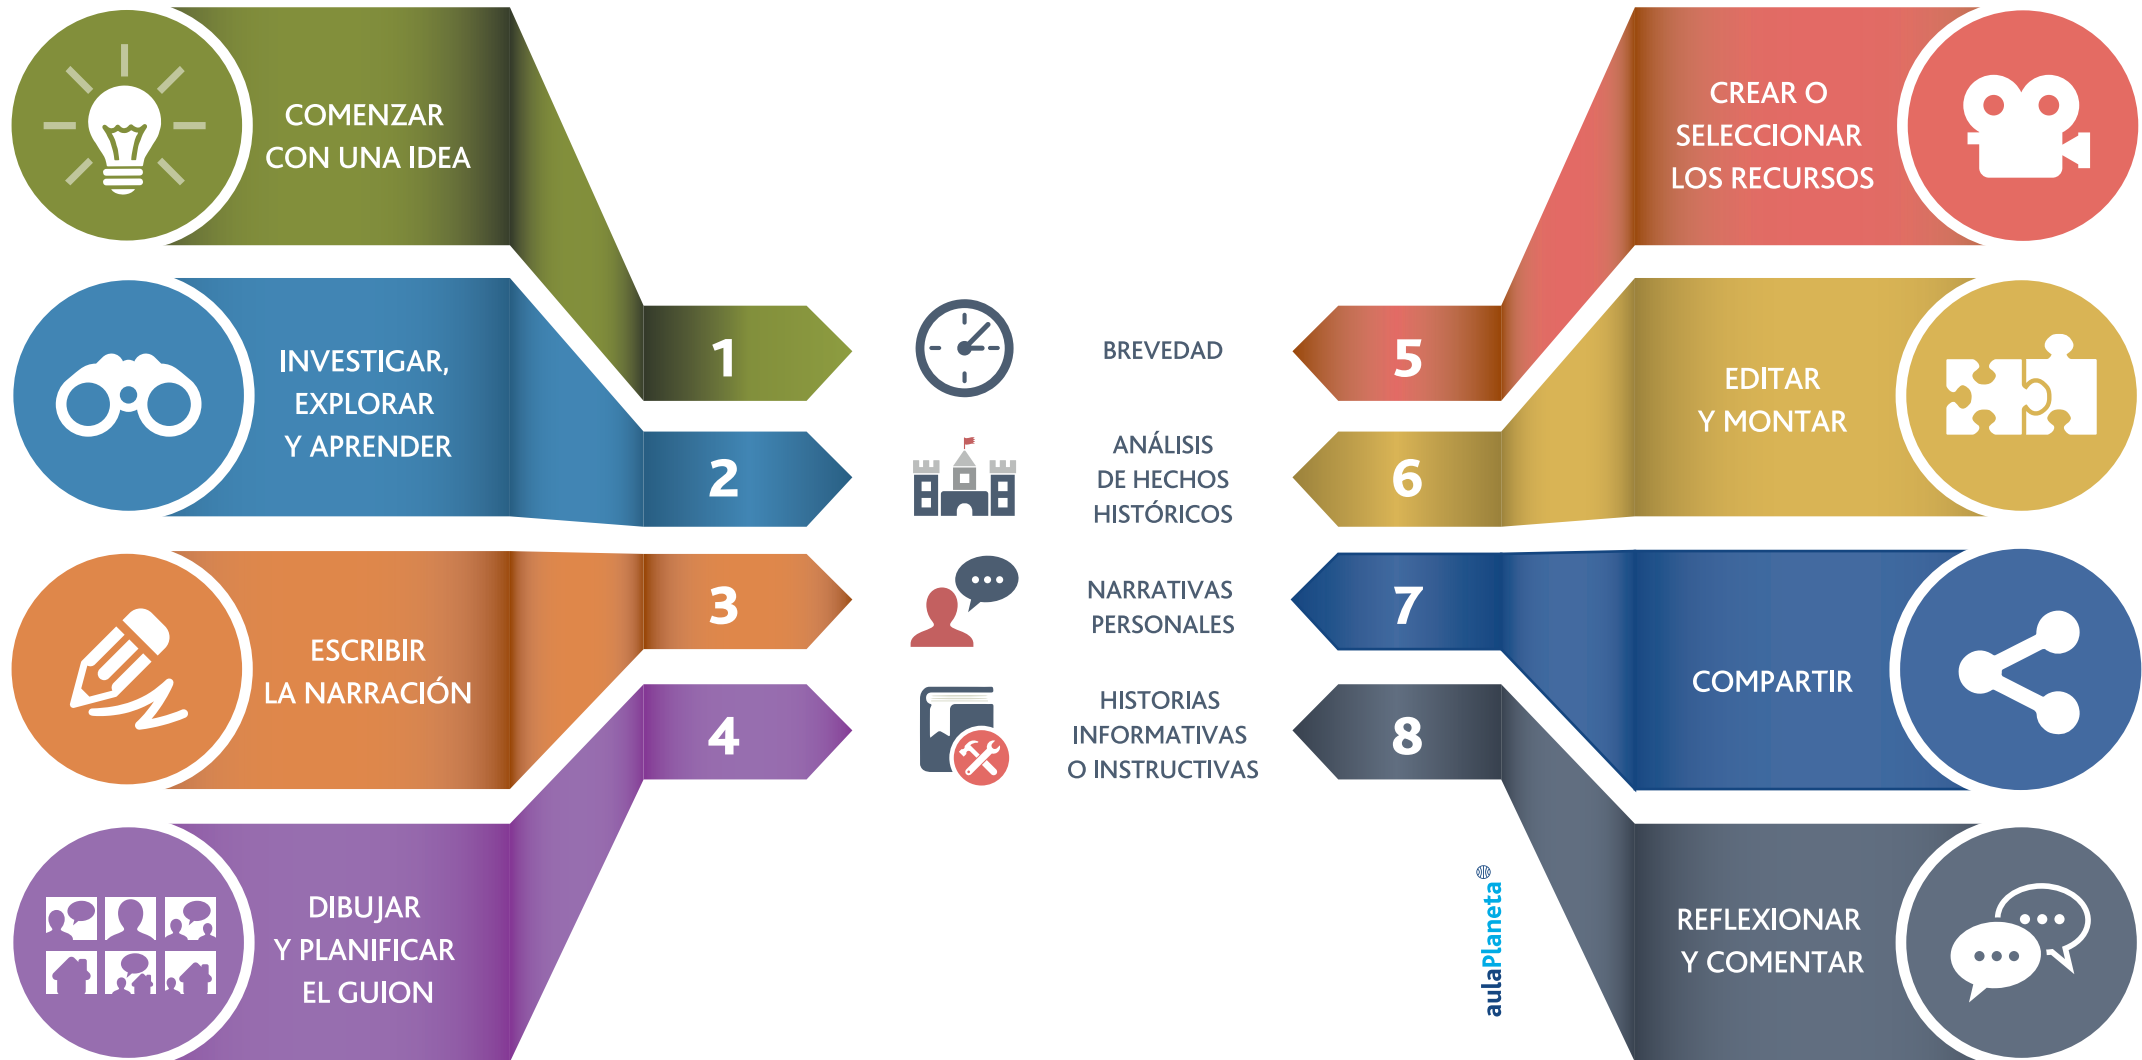 COMENZAR
CON UNA IDEA
INVESTIGAR,
EXPLORAR
Y APRENDER
ESCRIBIR
LA NARRACIÓN
DIBUJAR
Y PLANIFICAR
EL GUION
1
2
3
4
BREVEDAD
ANÁLISIS
DE HECHOS
HISTÓRICOS
NARRATIVAS
PERSONALES
HISTORIAS
INFORMATIVAS
O INSTRUCTIVAS
5
6
7
8
CREAR O
SELECCIONAR
LOS RECURSOS
EDITAR
Y MONTAR
COMPARTIR
REFLEXIONAR
Y COMENTAR
aulaPlaneta